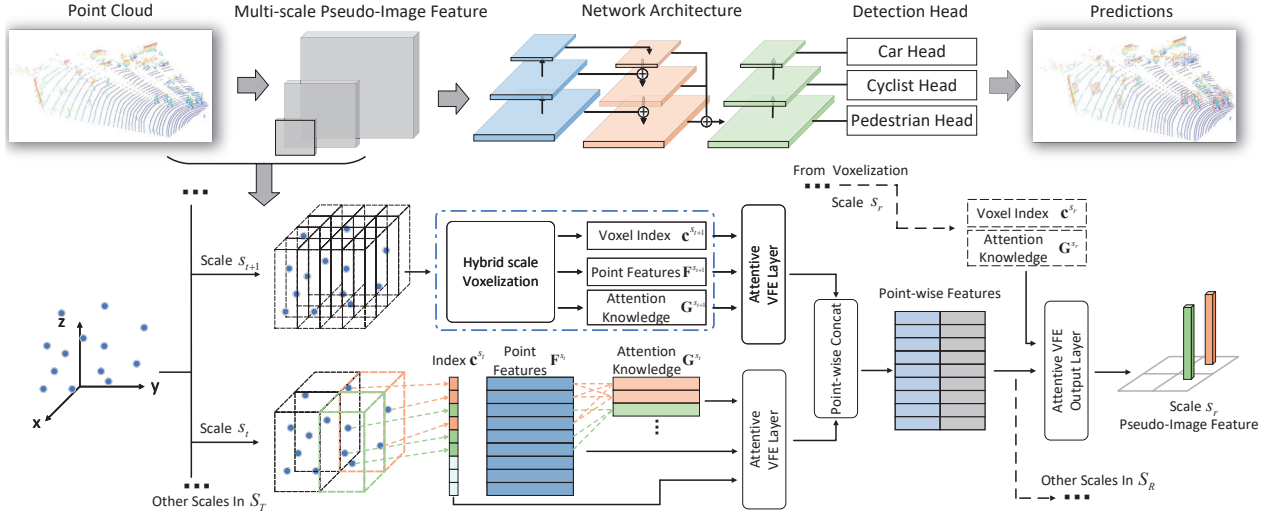 Point Cloud
Multi-scale Pseudo-Image Feature
Network Architecture
Detection Head
Predictions
Car Head
Cyclist Head
Pedestrian Head
From Voxelization
Scale s_r
Voxel Index c^{s_r}
Attention
Knowledge G^{s_r}
Scale s_{t+1}
Hybrid scale
Voxelization
Voxel Index c^{s_{t+1}}
Point Features F^{s_{t+1}}
Attention
Knowledge G^{s_{t+1}}
Attentive
VFE Layer
Point-wise Concat
Point-wise Features
Attentive VFE
Output Layer
z
y
x
Index c^{s_t}
Point
Features F^{s_t}
Attention
Knowledge G^{s_t}
Attentive
VFE Layer
Scale s_t
Other Scales In S_T
Scale s_r
Pseudo-Image Feature
Other Scales In S_R